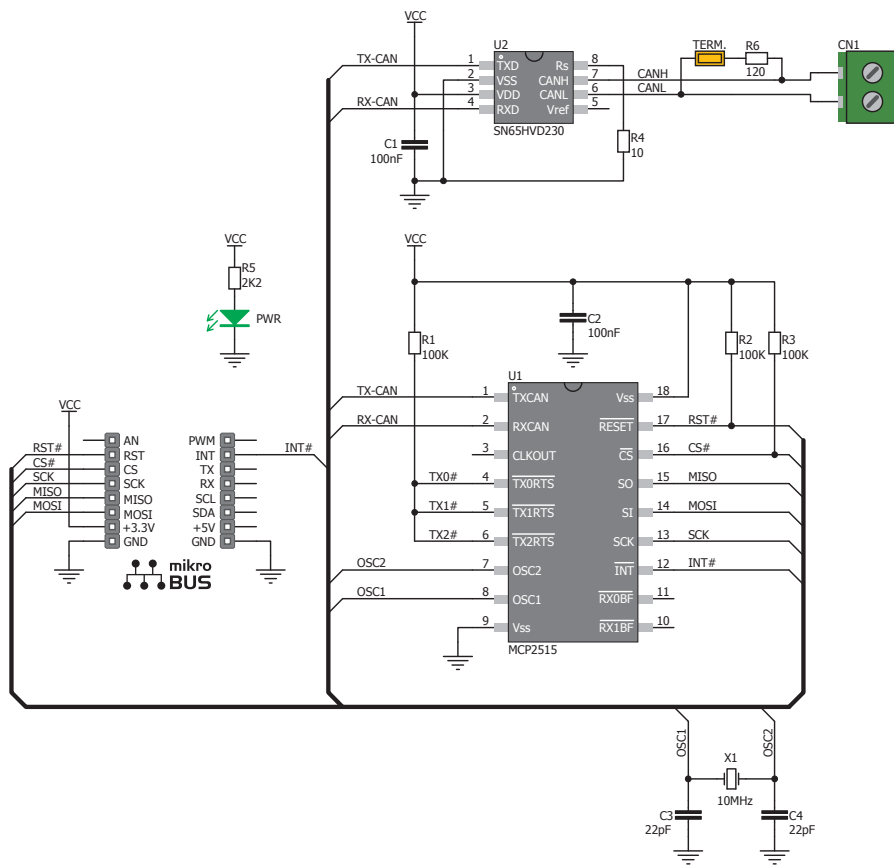 VCC
U2
TERM.
R6
CN1
TX-CAN
1
TXD
Rs
8
2
VSS
CANH
7
CANH
120
3
VDD
CANL
6
CANL
RX-CAN
4
RXD
Vref
5
SN65HVD230
C1
100nF
R4
10
VCC
VCC
R5
2K2
PWR
C2
100nF
R1
100K
R2
100K
R3
100K
U1
TX-CAN
1
TXCAN
Vss
18
RX-CAN
2
RXCAN
RESET
17
RST#
3
CLKOUT
CS
16
CS#
TX0#
4
TX0RTS
SO
15
MISO
TX1#
5
TX1RTS
SI
14
MOSI
TX2#
6
TX2RTS
SCK
13
SCK
OSC2
7
OSC2
INT
12
INT#
OSC1
8
OSC1
RX0BF
11
9
Vss
RX1BF
10
MCP2515
VCC
AN
PWM
RST#
RST
INT
INT#
CS#
CS
TX
SCK
SCK
RX
MISO
MISO
SCL
MOSI
MOSI
SDA
+3.3V
+5V
GND
GND
mikro
BUS
OSC1
OSC2
X1
10MHz
C3
22pF
C4
22pF